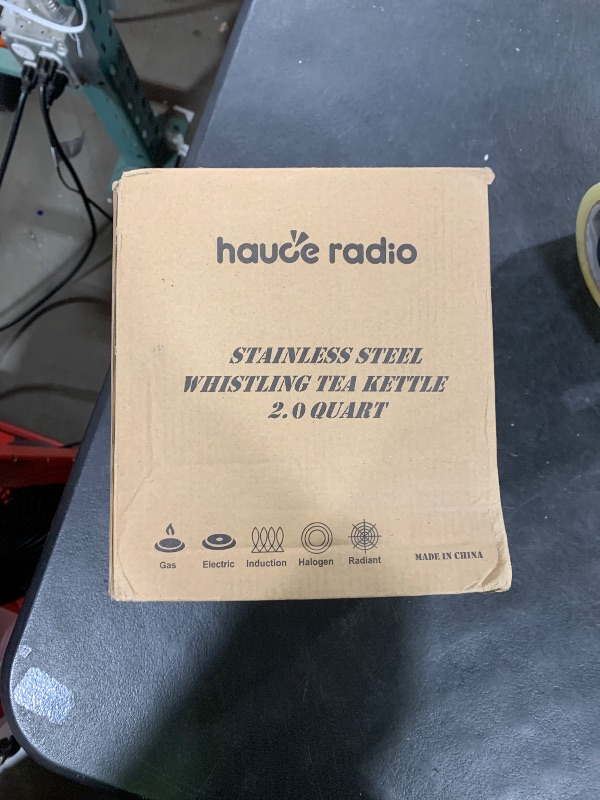 hauce radio
STAINLESS STEEL
WHISTLING TEA KETTLE
2.0 QUART
Gas Electric Induction Halogen Radiant
MADE IN CHINA